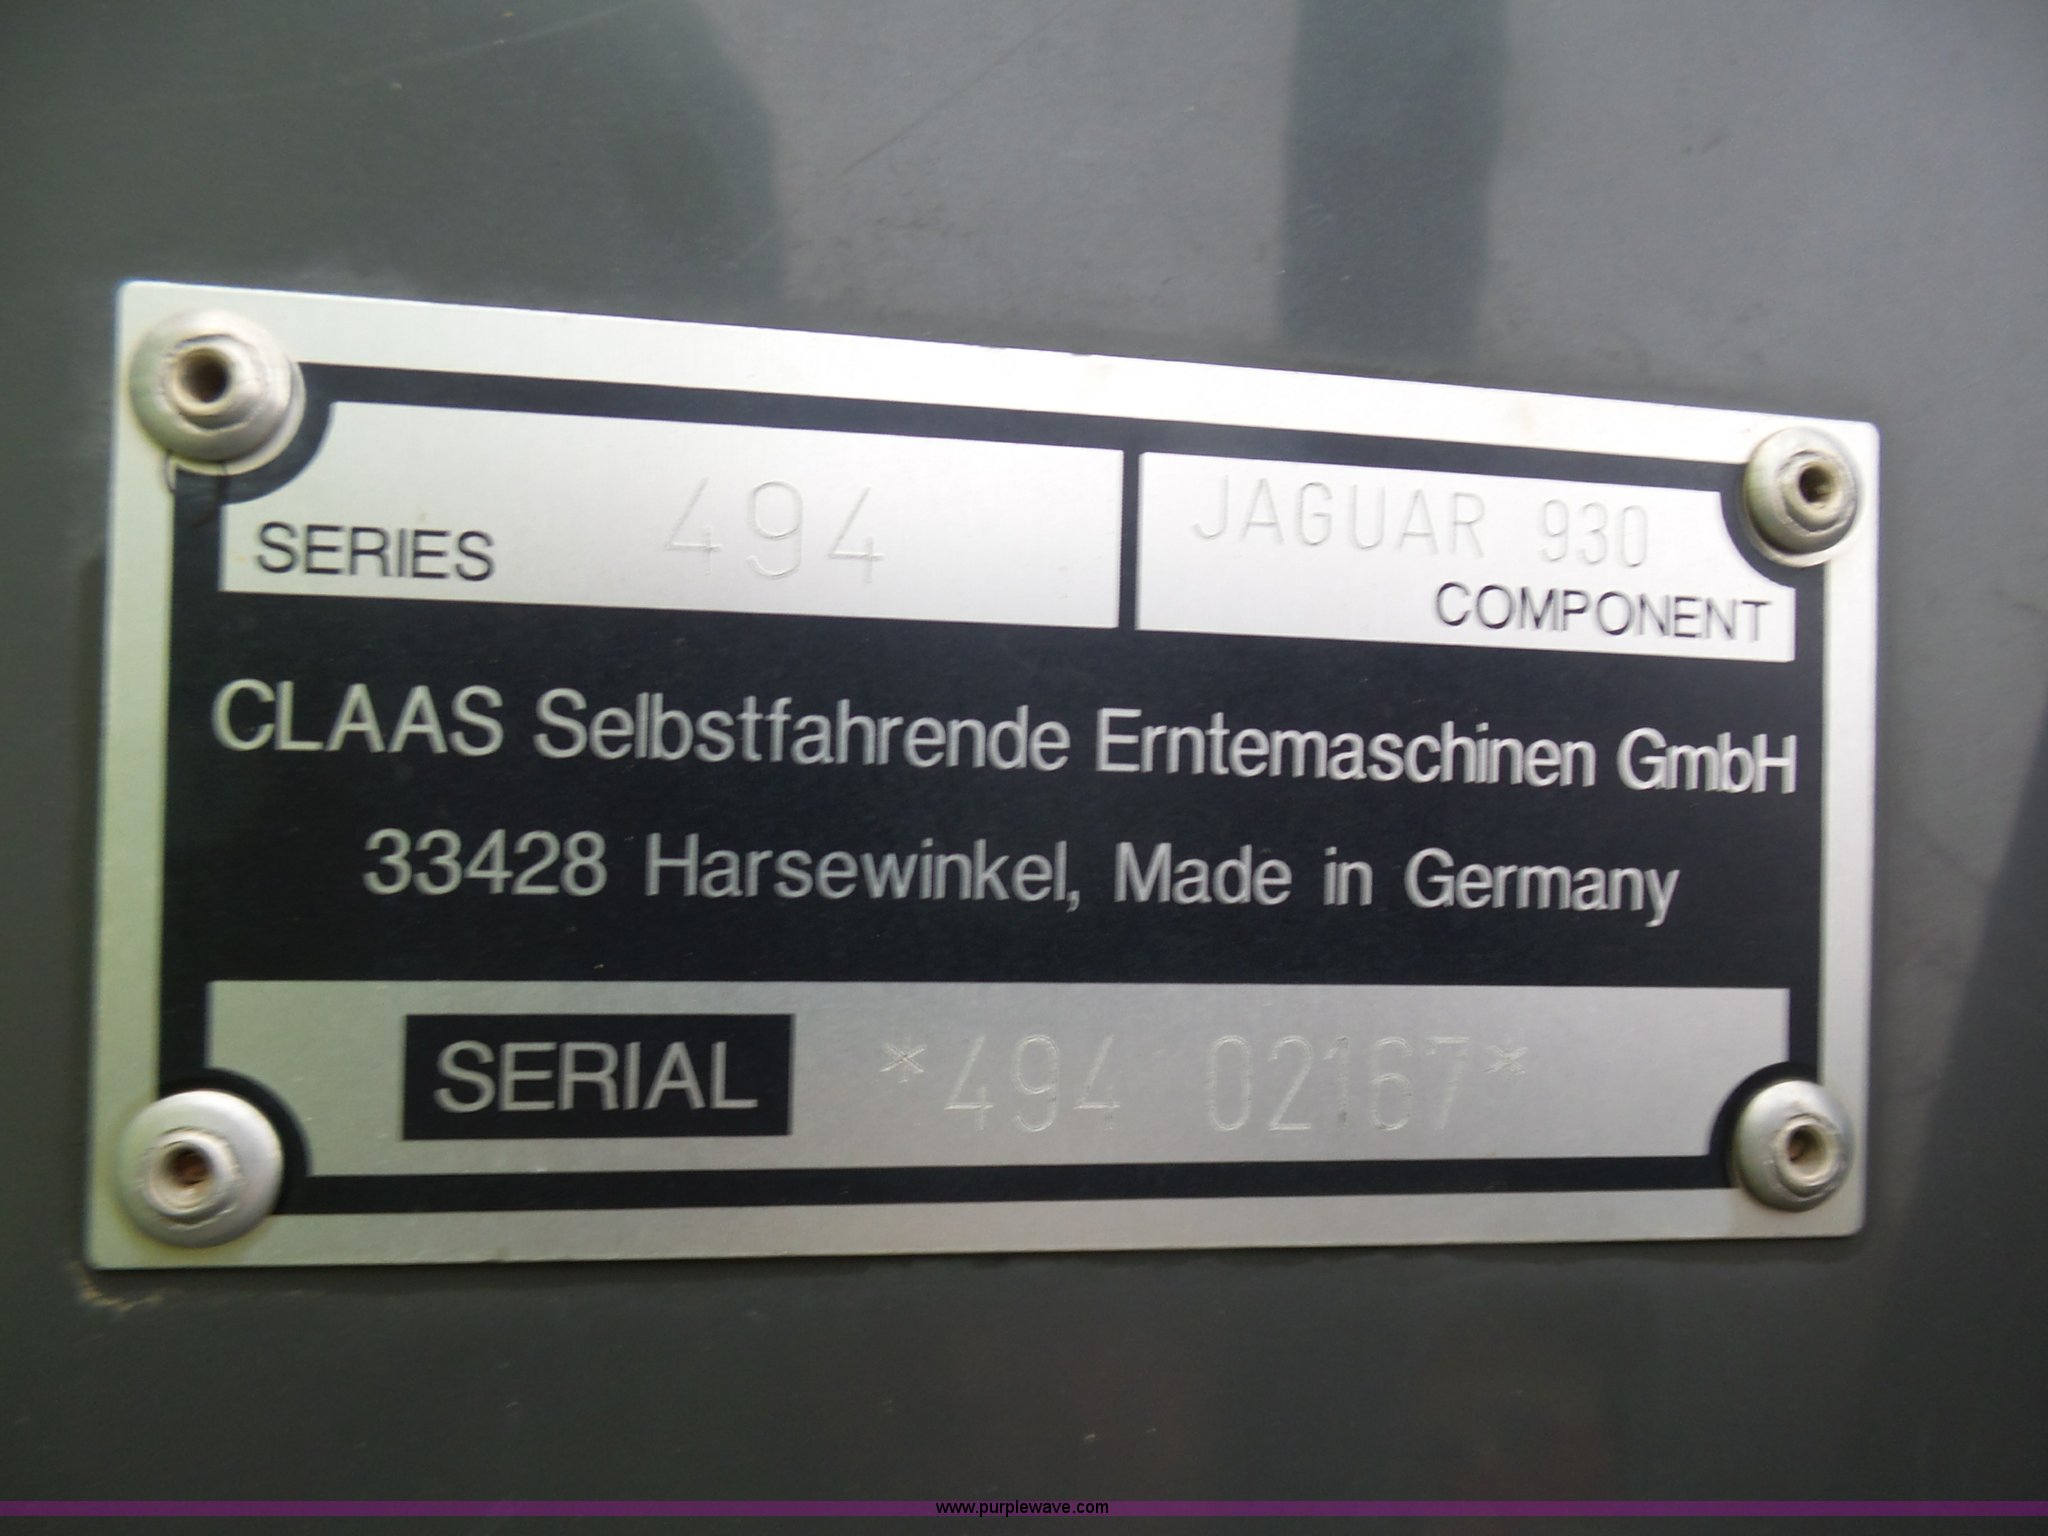 SERIES 494
JAGUAR 930
COMPONENT
CLAAS Selbstfahrende Erntemaschinen GmbH
33428 Harsewinkel, Made in Germany
SERIAL *494 02167*
www.purplewave.com